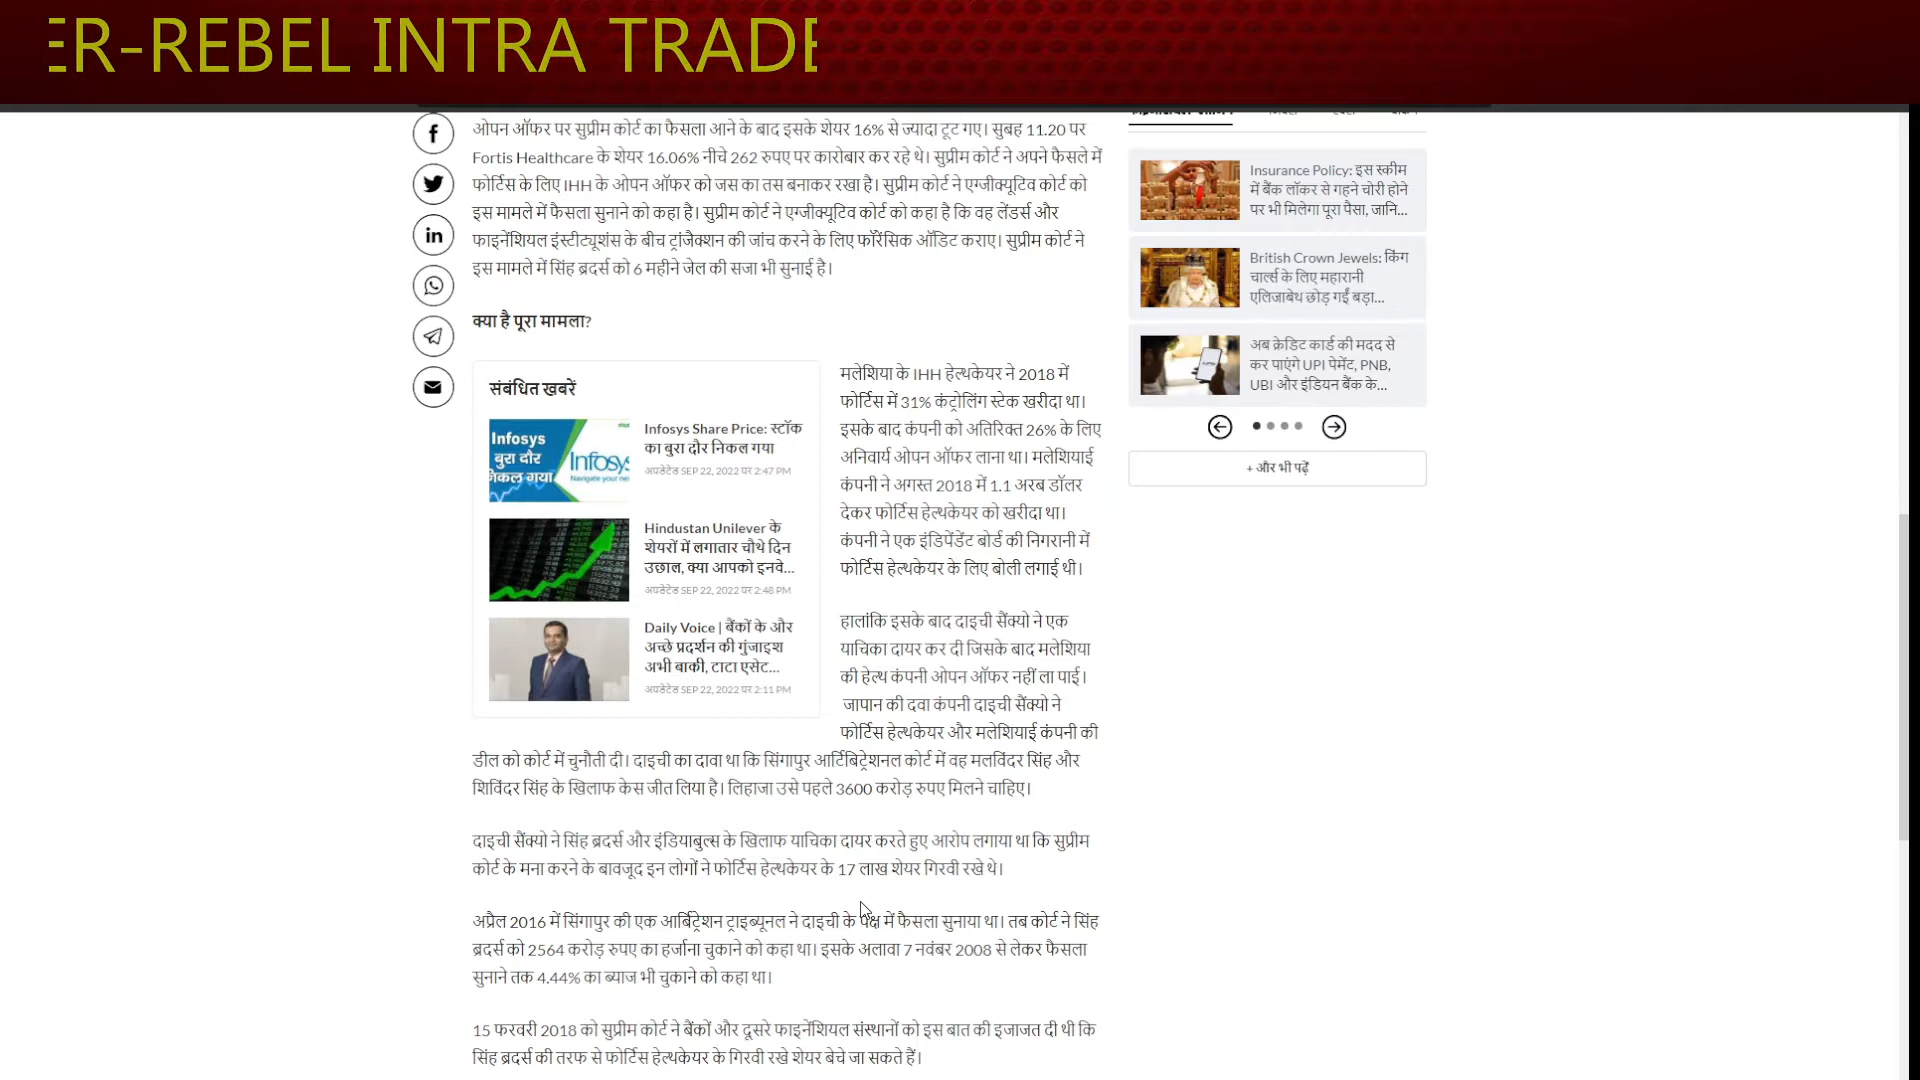 ER-REBEL INTRA TRADE
ओपन ऑफर पर सुप्रीम कोर्ट का फैसला आने के बाद इसके शेयर 16% से ज्यादा टूट गए। सुबह 11.20 पर
Fortis Healthcare के शेयर 16.06% नीचे 262 रुपए पर कारोबार कर रहे थे। सुप्रीम कोर्ट ने अपने फैसले में
फोर्टिस के लिए IHH के ओपन ऑफर को जस का तस बनाकर रखा है। सुप्रीम कोर्ट ने एग्जीक्यूटिव कोर्ट को
इस मामले में फैसला सुनाने को कहा है। सुप्रीम कोर्ट ने एग्जीक्यूटिव कोर्ट को कहा है कि वह लेंडर्स और
फाइनेंशियल इंस्टीट्यूशंस के बीच ट्रांजैक्शन की जांच करने के लिए फॉरेंसिक ऑडिट कराए। सुप्रीम कोर्ट ने
इस मामले में सिंह ब्रदर्स को 6 महीने जेल की सजा भी सुनाई है।
क्या है पूरा मामला?
संबंधित खबरें
Infosys
बुरा दौर
निकल गया
Infosys
Navigate your ne
Infosys Share Price: स्टॉक
का बुरा दौर निकल गया
अपडेटेड SEP 22, 2022 पर 2:47 PM
Hindustan Unilever के
शेयरों में लगातार चौथे दिन
उछाल, क्या आपको इनवे...
अपडेटेड SEP 22, 2022 पर 2:48 PM
Daily Voice | बैंकों के और
अच्छे प्रदर्शन की गुंजाइश
अभी बाकी, टाटा एसेट...
अपडेटेड SEP 22, 2022 पर 2:11 PM
मलेशिया के IHH हेल्थकेयर ने 2018 में
फोर्टिस में 31% कंट्रोलिंग स्टेक खरीदा था।
इसके बाद कंपनी को अतिरिक्त 26% के लिए
अनिवार्य ओपन ऑफर लाना था। मलेशियाई
कंपनी ने अगस्त 2018 में 1.1 अरब डॉलर
देकर फोर्टिस हेल्थकेयर को खरीदा था।
कंपनी ने एक इंडिपेंडेंट बोर्ड की निगरानी में
फोर्टिस हेल्थकेयर के लिए बोली लगाई थी।
हालांकि इसके बाद दाइची सैंक्यो ने एक
याचिका दायर कर दी जिसके बाद मलेशिया
की हेल्थ कंपनी ओपन ऑफर नहीं ला पाई।
जापान की दवा कंपनी दाइची सैंक्यो ने
फोर्टिस हेल्थकेयर और मलेशियाई कंपनी की
डील को कोर्ट में चुनौती दी। दाइची का दावा था कि सिंगापुर आर्टिबिट्रेशनल कोर्ट में वह मलविंदर सिंह और
शिविंदर सिंह के खिलाफ केस जीत लिया है। लिहाजा उसे पहले 3600 करोड़ रुपए मिलने चाहिए।
दाइची सैंक्यो ने सिंह ब्रदर्स और इंडियाबुल्स के खिलाफ याचिका दायर करते हुए आरोप लगाया था कि सुप्रीम
कोर्ट के मना करने के बावजूद इन लोगों ने फोर्टिस हेल्थकेयर के 17 लाख शेयर गिरवी रखे थे।
अप्रैल 2016 में सिंगापुर की एक आर्बिट्रेशन ट्राइब्यूनल ने दाइची के पक्ष में फैसला सुनाया था। तब कोर्ट ने सिंह
ब्रदर्स को 2564 करोड़ रुपए का हर्जाना चुकाने को कहा था। इसके अलावा 7 नवंबर 2008 से लेकर फैसला
सुनाने तक 4.44% का ब्याज भी चुकाने को कहा था।
15 फरवरी 2018 को सुप्रीम कोर्ट ने बैंकों और दूसरे फाइनेंशियल संस्थानों को इस बात की इजाजत दी थी कि
सिंह ब्रदर्स की तरफ से फोर्टिस हेल्थकेयर के गिरवी रखे शेयर बेचे जा सकते हैं।
Insurance Policy: इस स्कीम
में बैंक लॉकर से गहने चोरी होने
पर भी मिलेगा पूरा पैसा, जानि...
British Crown Jewels: किंग
चार्ल्स के लिए महारानी
एलिजाबेथ छोड़ गईं बड़ा...
अब क्रेडिट कार्ड की मदद से
कर पाएंगे UPI पेमेंट, PNB,
UBI और इंडियन बैंक के...
+ और भी पढ़ें